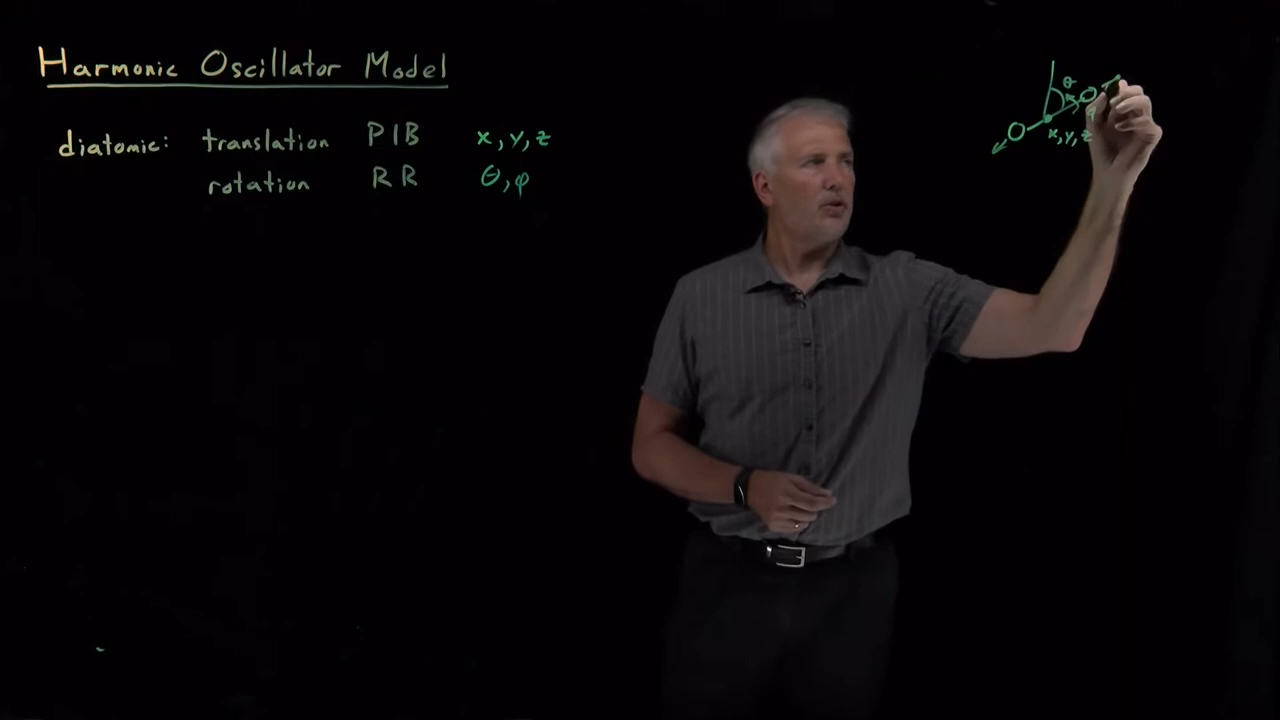 Harmonic Oscillator Model
diatomic: translation PIB x, y, z
rotation RR θ, φ
θ
x, y, z